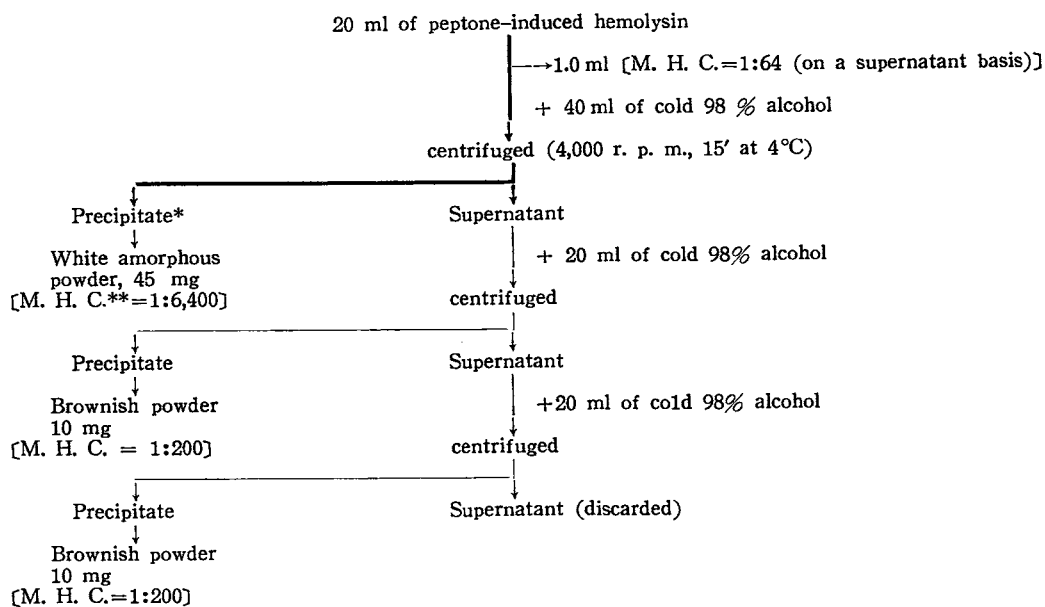 20 ml of peptone-induced hemolysin
→1.0 ml [M. H. C.=1:64 (on a supernatant basis)]
+ 40 ml of cold 98 % alcohol
centrifuged (4,000 r. p. m., 15′ at 4°C)
Precipitate*
Supernatant
White amorphous
powder, 45 mg
[M. H. C.**=1:6,400]
+ 20 ml of cold 98% alcohol
centrifuged
Precipitate
Supernatant
Brownish powder
10 mg
[M. H. C. = 1:200]
+20 ml of cold 98% alcohol
centrifuged
Precipitate
Supernatant (discarded)
Brownish powder
10 mg
[M. H. C.=1:200]